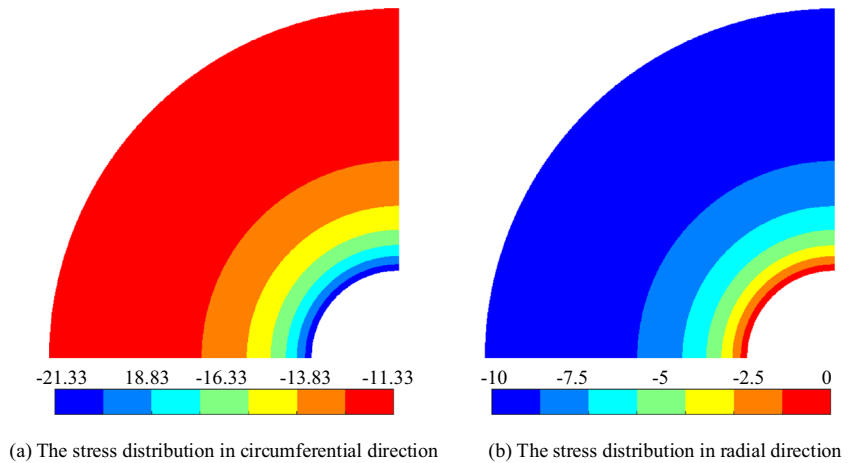 -21.33 18.83 -16.33 -13.83 -11.33
-10 -7.5 -5 -2.5 0
(a) The stress distribution in circumferential direction
(b) The stress distribution in radial direction